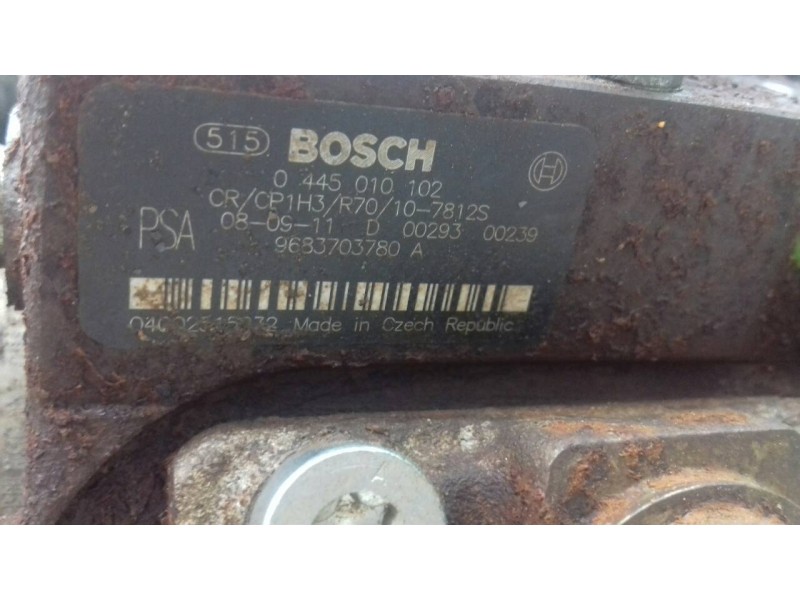 515 BOSCH
0 445 010 102
CR/CP1H3/R70/10-7812S
PSA 08-09-11 D 00293 00239
9683703780 A
Made in Czech Republic